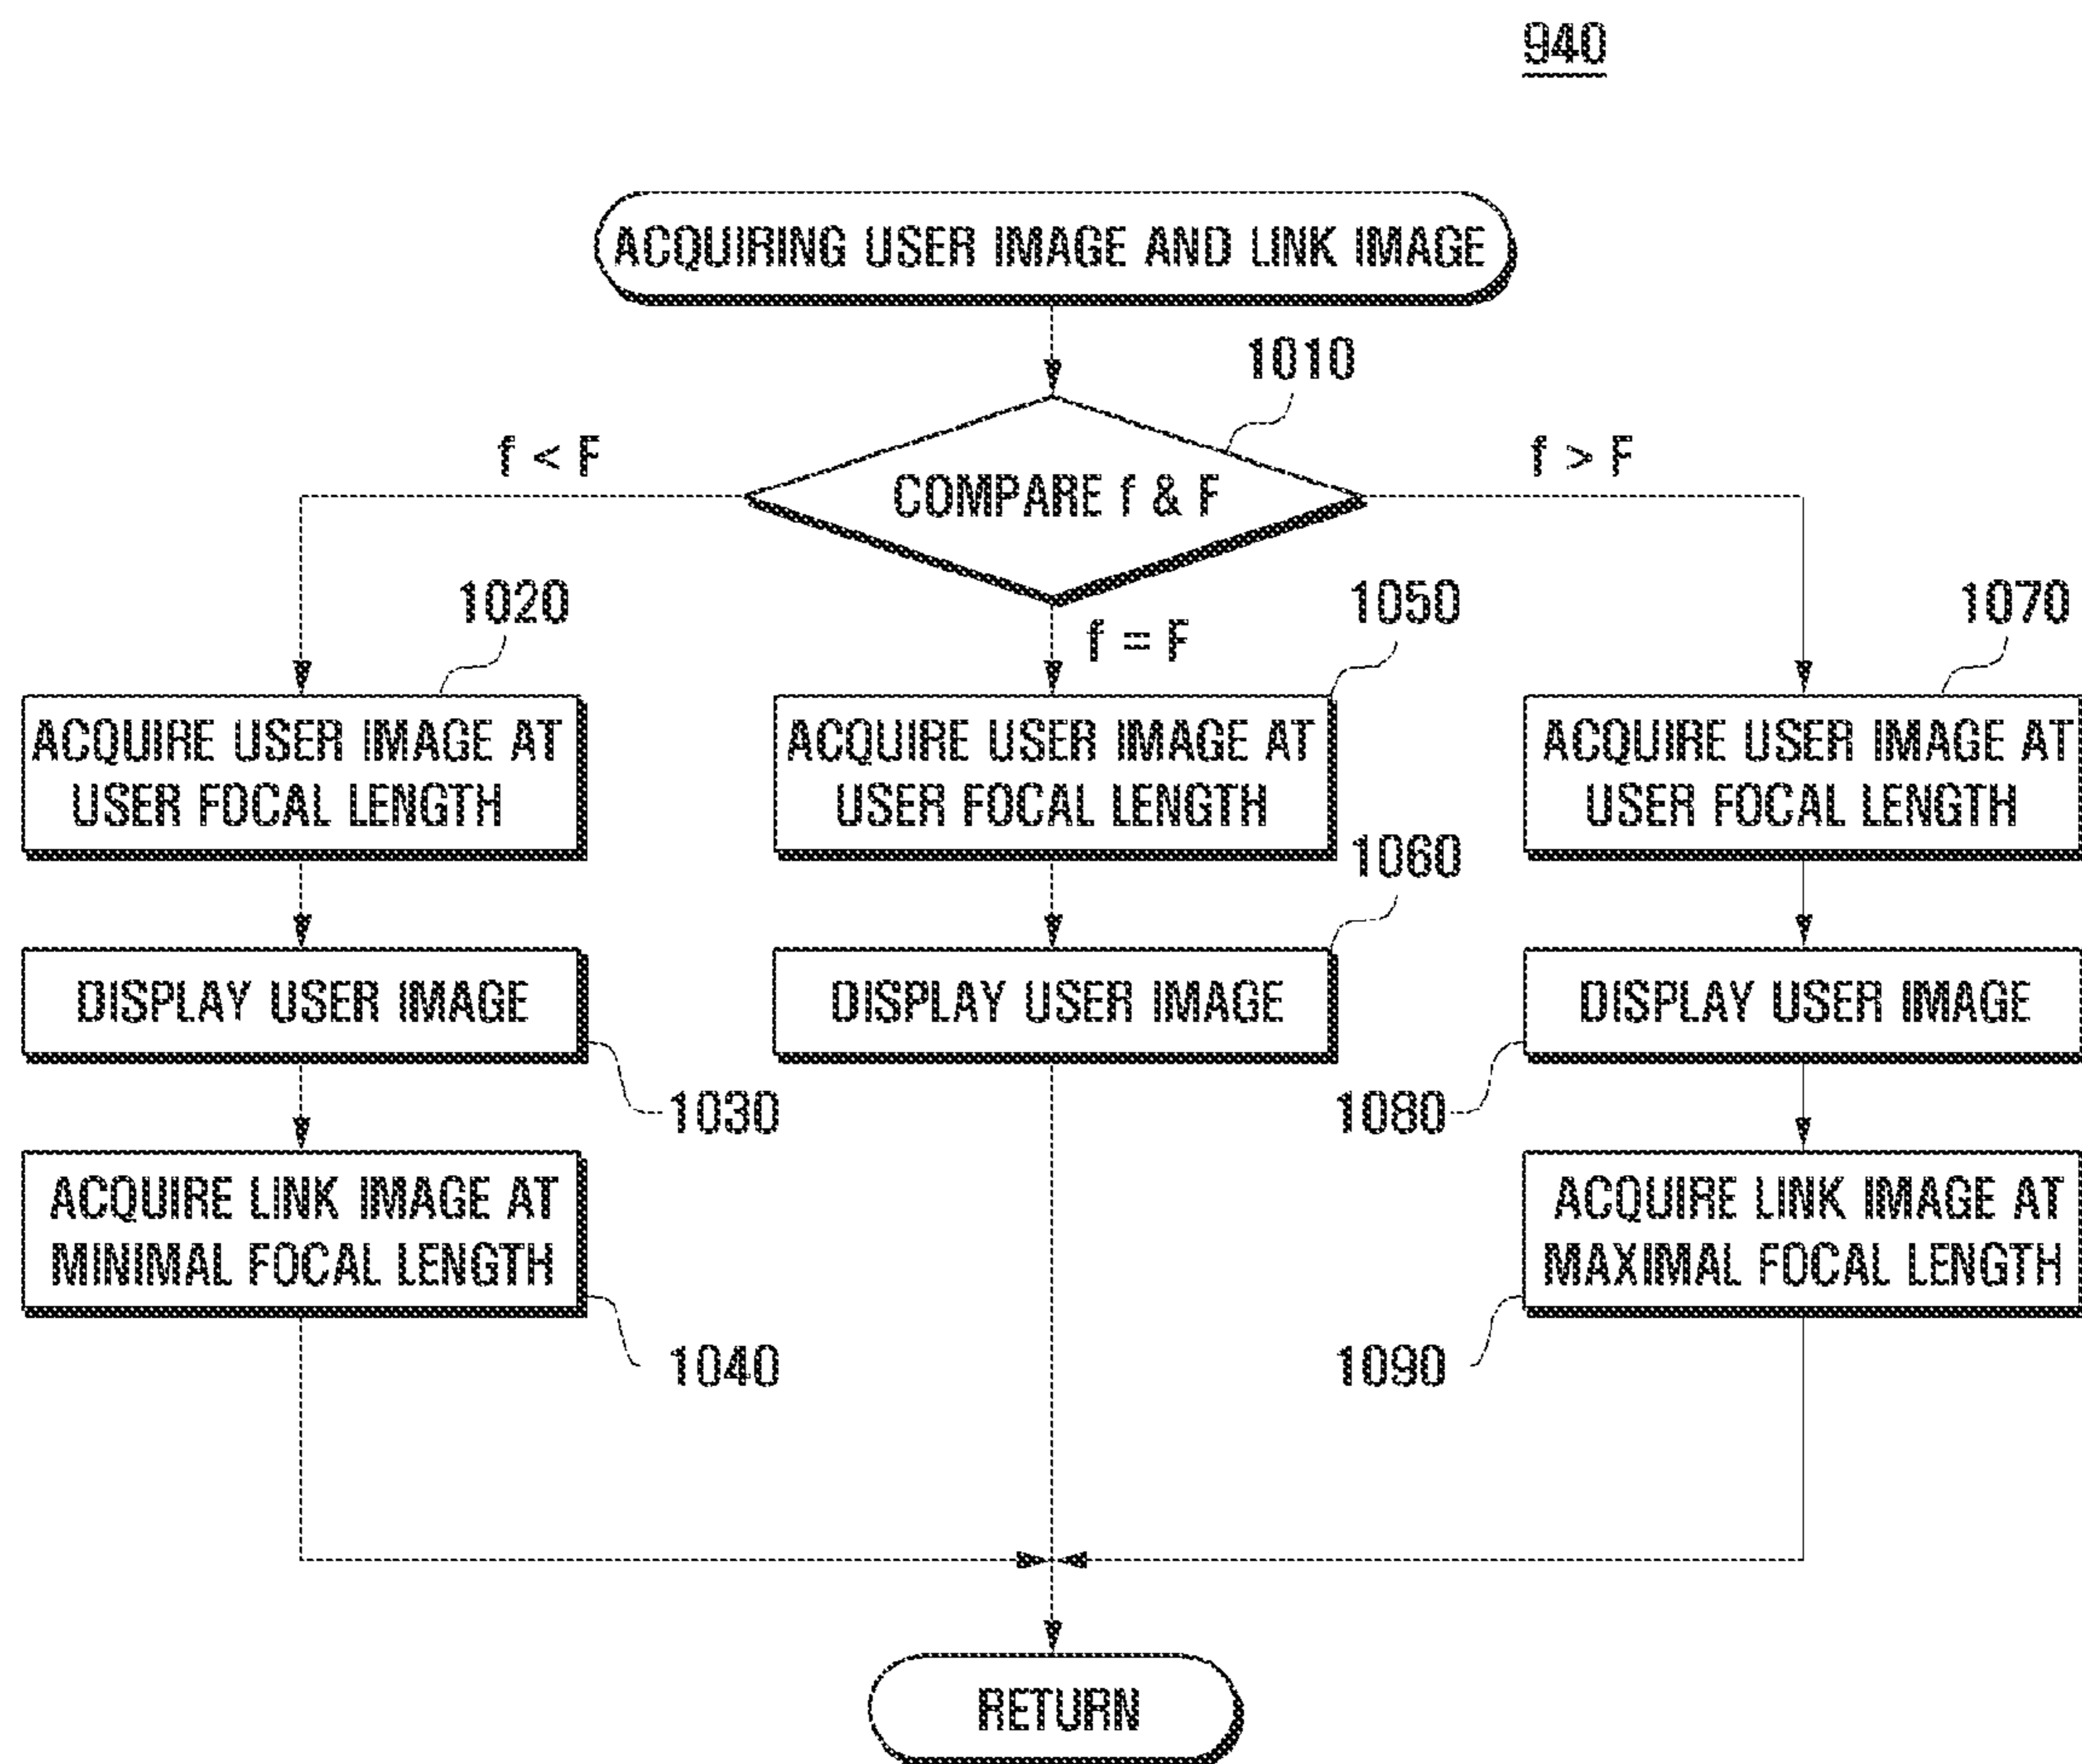 940
ACQUIRING USER IMAGE AND LINK IMAGE
1010
f < F
COMPARE f & F
f > F
f = F
1020
ACQUIRE USER IMAGE AT
USER FOCAL LENGTH
1050
ACQUIRE USER IMAGE AT
USER FOCAL LENGTH
1070
ACQUIRE USER IMAGE AT
USER FOCAL LENGTH
DISPLAY USER IMAGE
1030
1060
DISPLAY USER IMAGE
DISPLAY USER IMAGE
1080
ACQUIRE LINK IMAGE AT
MINIMAL FOCAL LENGTH
1040
ACQUIRE LINK IMAGE AT
MAXIMAL FOCAL LENGTH
1090
RETURN